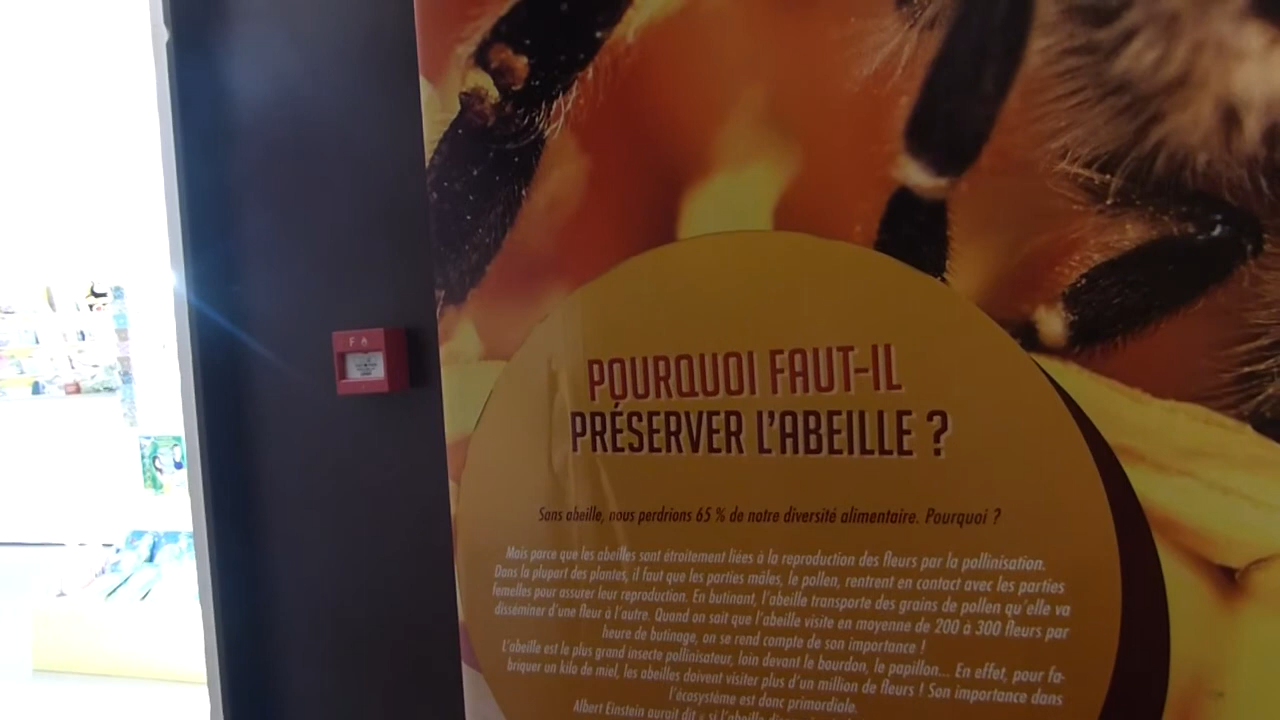 POURQUOI FAUT-IL
PRÉSERVER L'ABEILLE ?
Sans abeille, nous perdrions 65 % de notre diversité alimentaire. Pourquoi ?
Mais parce que les abeilles sont étroitement liées à la reproduction des fleurs par la pollinisation.
Dans la plupart des plantes, il faut que les parties mâles, le pollen, rentrent en contact avec les parties
femelles pour assurer leur reproduction. En butinant, l'abeille transporte des grains de pollen qu'elle va
disséminer d'une fleur à l'autre. Quand on sait que l'abeille visite en moyenne de 200 à 300 fleurs par
heure de butinage, on se rend compte de son importance !
L'abeille est le plus grand insecte pollinisateur, loin devant le bourdon, le papillon... En effet, pour fa-
briquer un kilo de miel, les abeilles doivent visiter plus d'un million de fleurs ! Son importance dans
l'écosystème est donc primordiale.
Albert Einstein aurait dit « si l'abeille